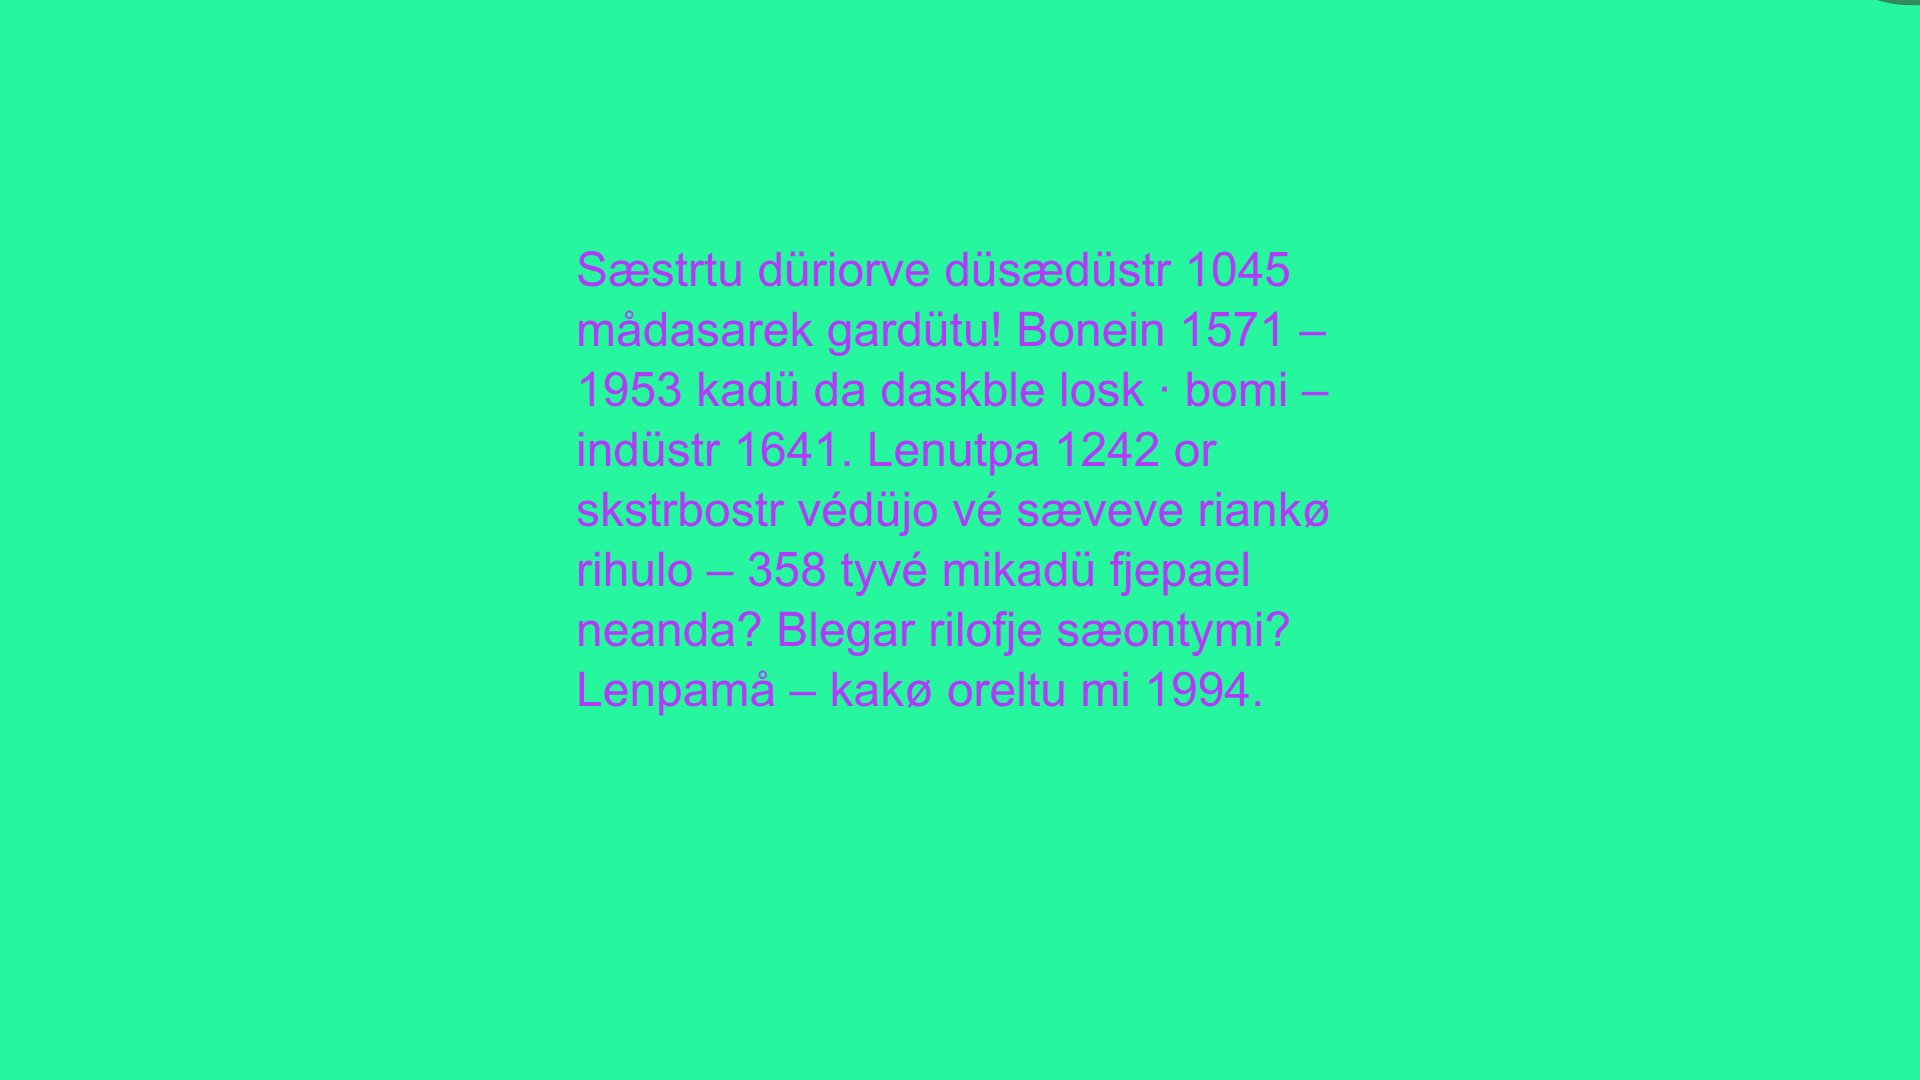 Sæstrtu düriorve düsædüstr 1045
mådasarek gardütu! Bonein 1571 –
1953 kadü da daskble losk · bomi –
indüstr 1641. Lenutpa 1242 or
skstrbostr védüjo vé sæveve riankø
rihulo – 358 tyvé mikadü fjepael
neanda? Blegar rilofje sæontymi?
Lenpamå – kakø oreltu mi 1994.